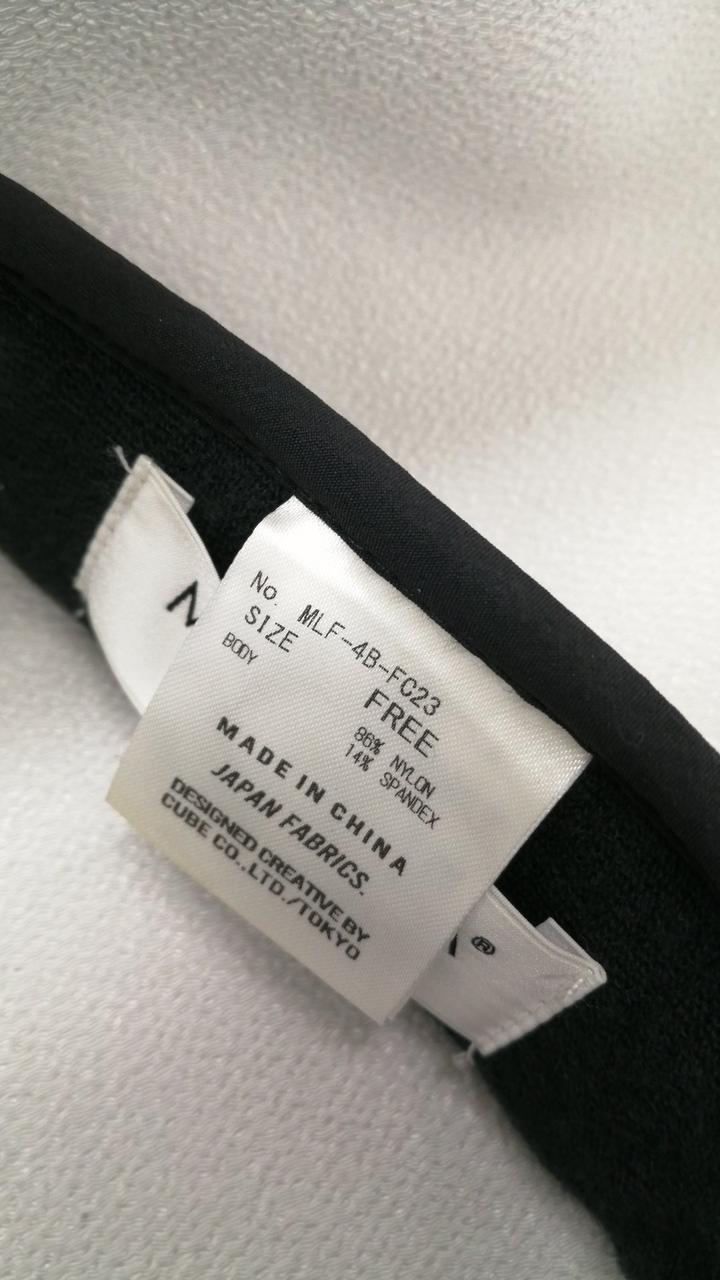 No. MLF-4B-FC23
SIZE FREE
BODY 86% NYLON
14% SPANDEX
MADE IN CHINA
JAPAN FABRICS.
DESIGNED CREATIVE BY
CUBE CO.,LTD./TOKYO
®